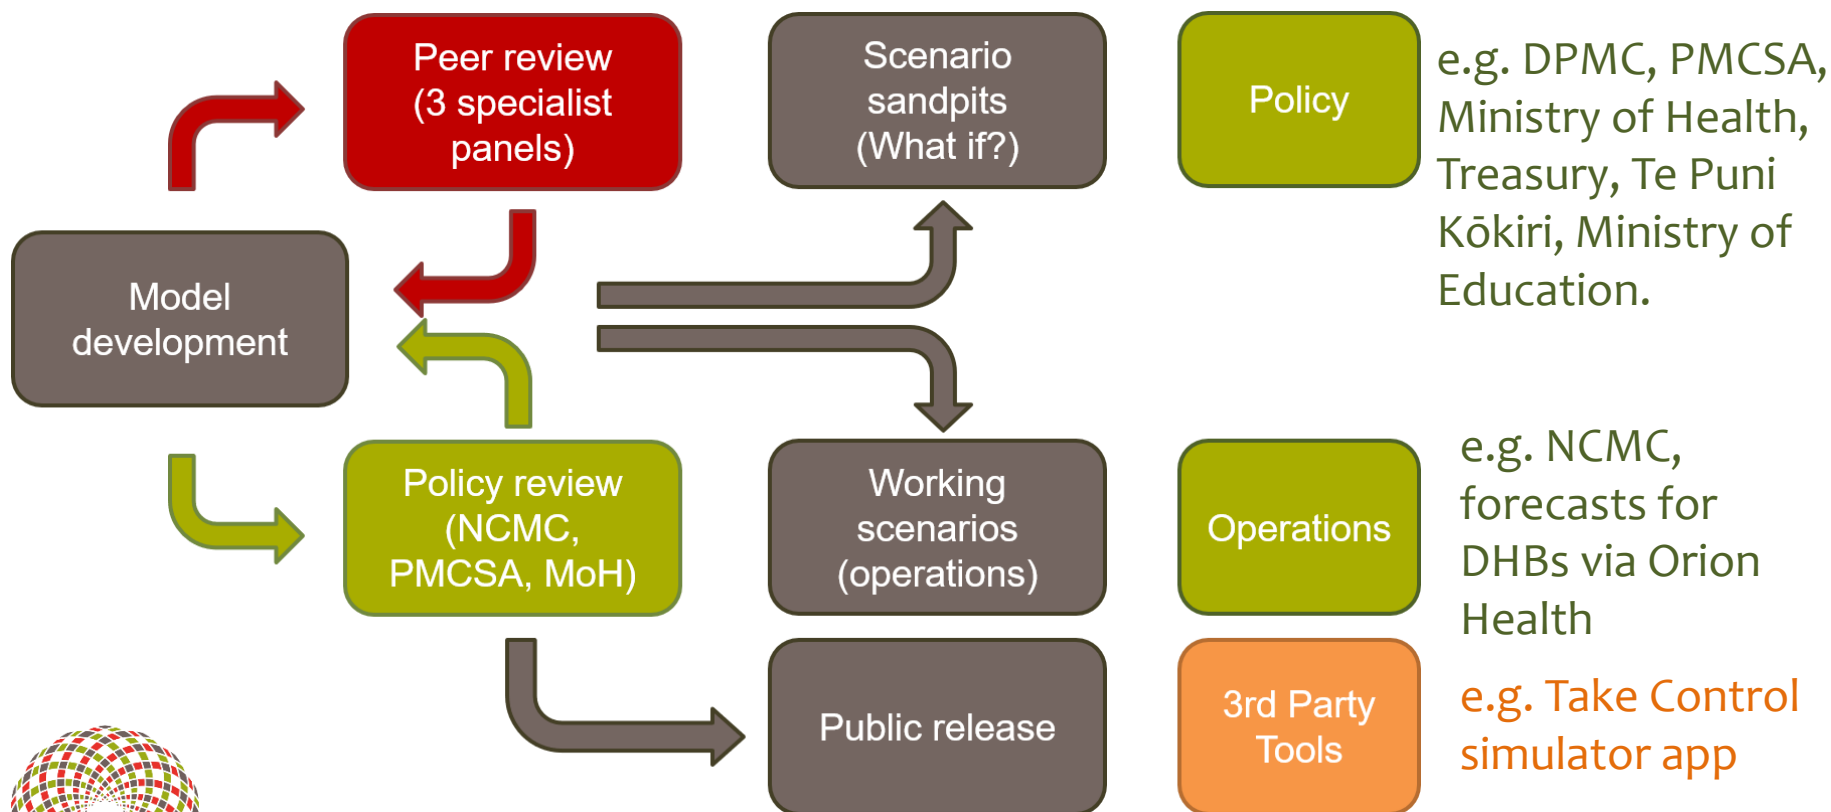 Peer review
(3 specialist
panels)
Scenario
sandpits
(What if?)
Policy
e.g. DPMC, PMCSA,
Ministry of Health,
Treasury, Te Puni
Kōkiri, Ministry of
Education.
Model
development
Policy review
(NCMC,
PMCSA, MoH)
Working
scenarios
(operations)
Operations
e.g. NCMC,
forecasts for
DHBs via Orion
Health
Public release
3rd Party
Tools
e.g. Take Control
simulator app